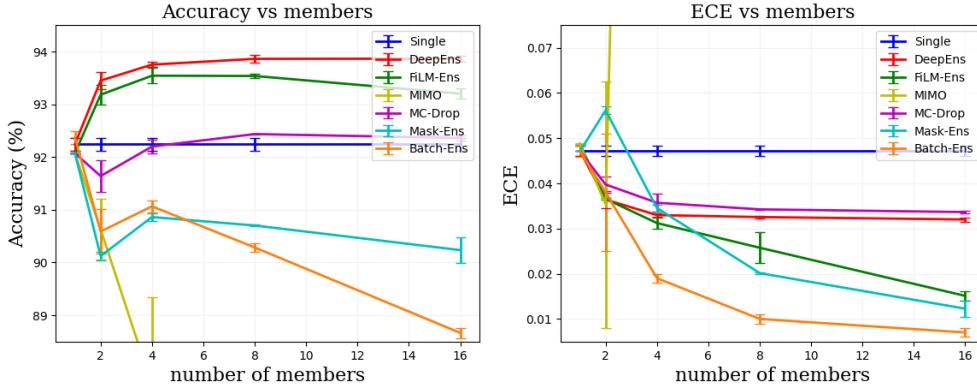 Accuracy vs members
94
93
92
91
90
89
Accuracy (%)
2 4 6 8 10 12 14 16
number of members
Single
DeepEns
FiLM-Ens
MIMO
MC-Drop
Mask-Ens
Batch-Ens
ECE vs members
0.07
0.06
0.05
0.04
0.03
0.02
0.01
ECE
2 4 6 8 10 12 14 16
number of members
Single
DeepEns
FiLM-Ens
MIMO
MC-Drop
Mask-Ens
Batch-Ens